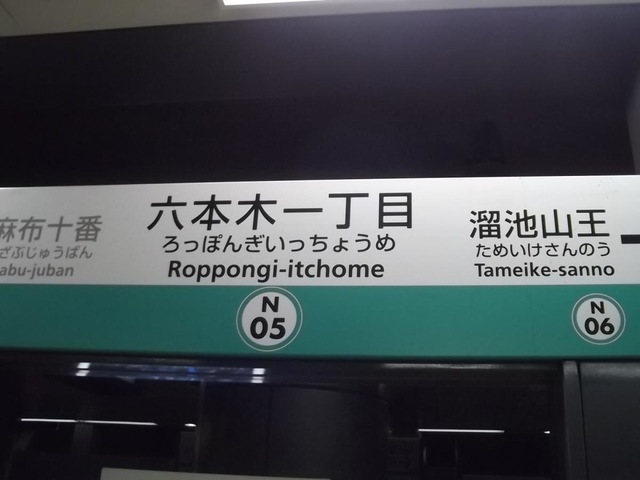 麻布十番
ざぶじゅうばん
abu-juban
六本木一丁目
ろっぽんぎいっちょうめ
Roppongi-itchome
N
05
溜池山王
ためいけさんのう
Tameike-sanno
N
06